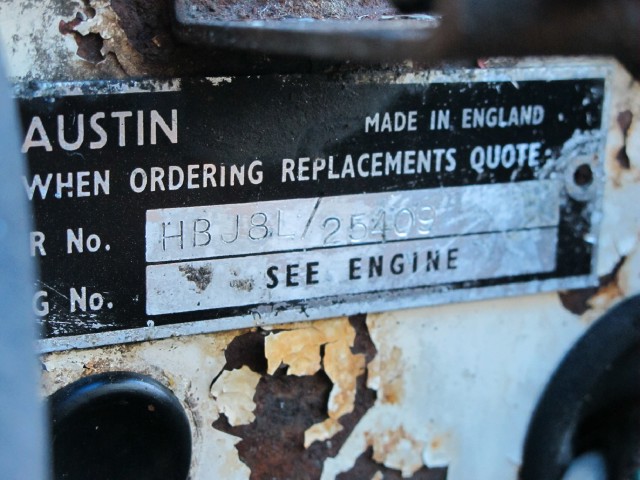 AUSTIN
MADE IN ENGLAND
WHEN ORDERING REPLACEMENTS QUOTE
R No. HBJ8L/25409
G No. SEE ENGINE